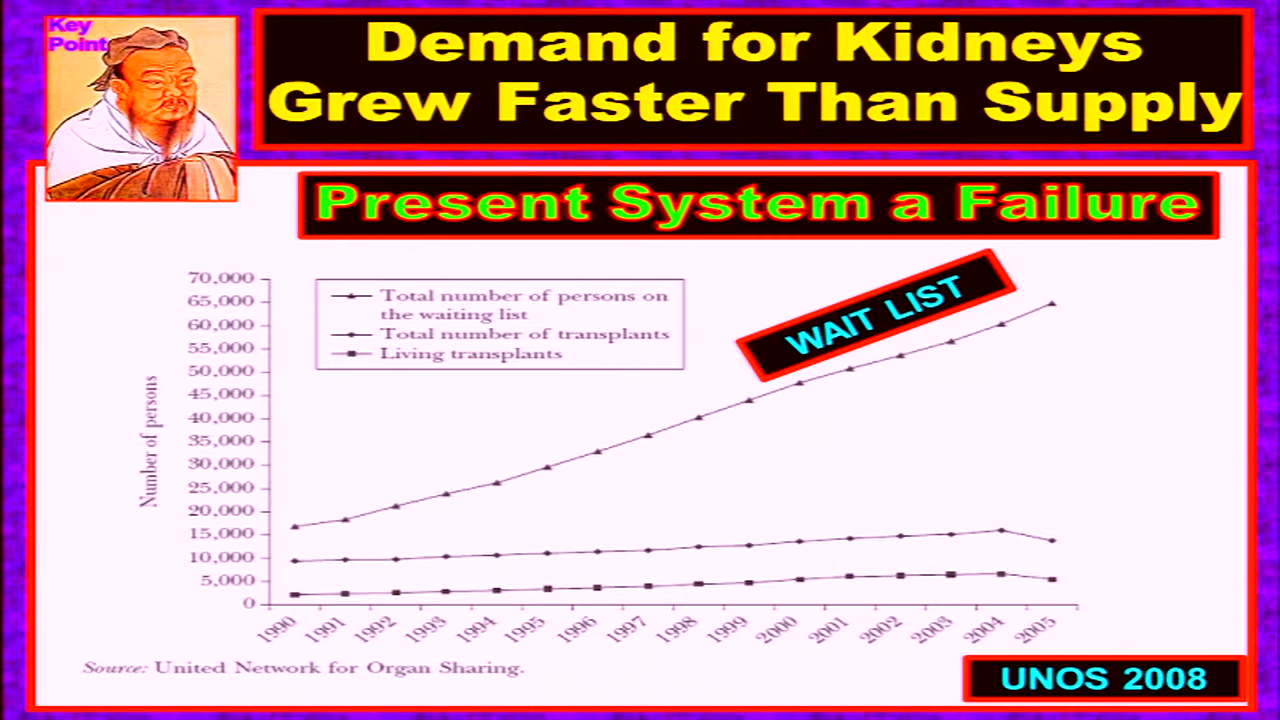 Key
Point
Demand for Kidneys
Grew Faster Than Supply
Present System a Failure
WAIT LIST
70,000
65,000
60,000
55,000
50,000
45,000
40,000
35,000
30,000
25,000
20,000
15,000
10,000
5,000
0
Number of persons
Total number of persons on
the waiting list
Total number of transplants
Living transplants
1990
1991
1992
1993
1994
1995
1996
1997
1998
1999
2000
2001
2002
2003
2004
2005
Source: United Network for Organ Sharing.
UNOS 2008